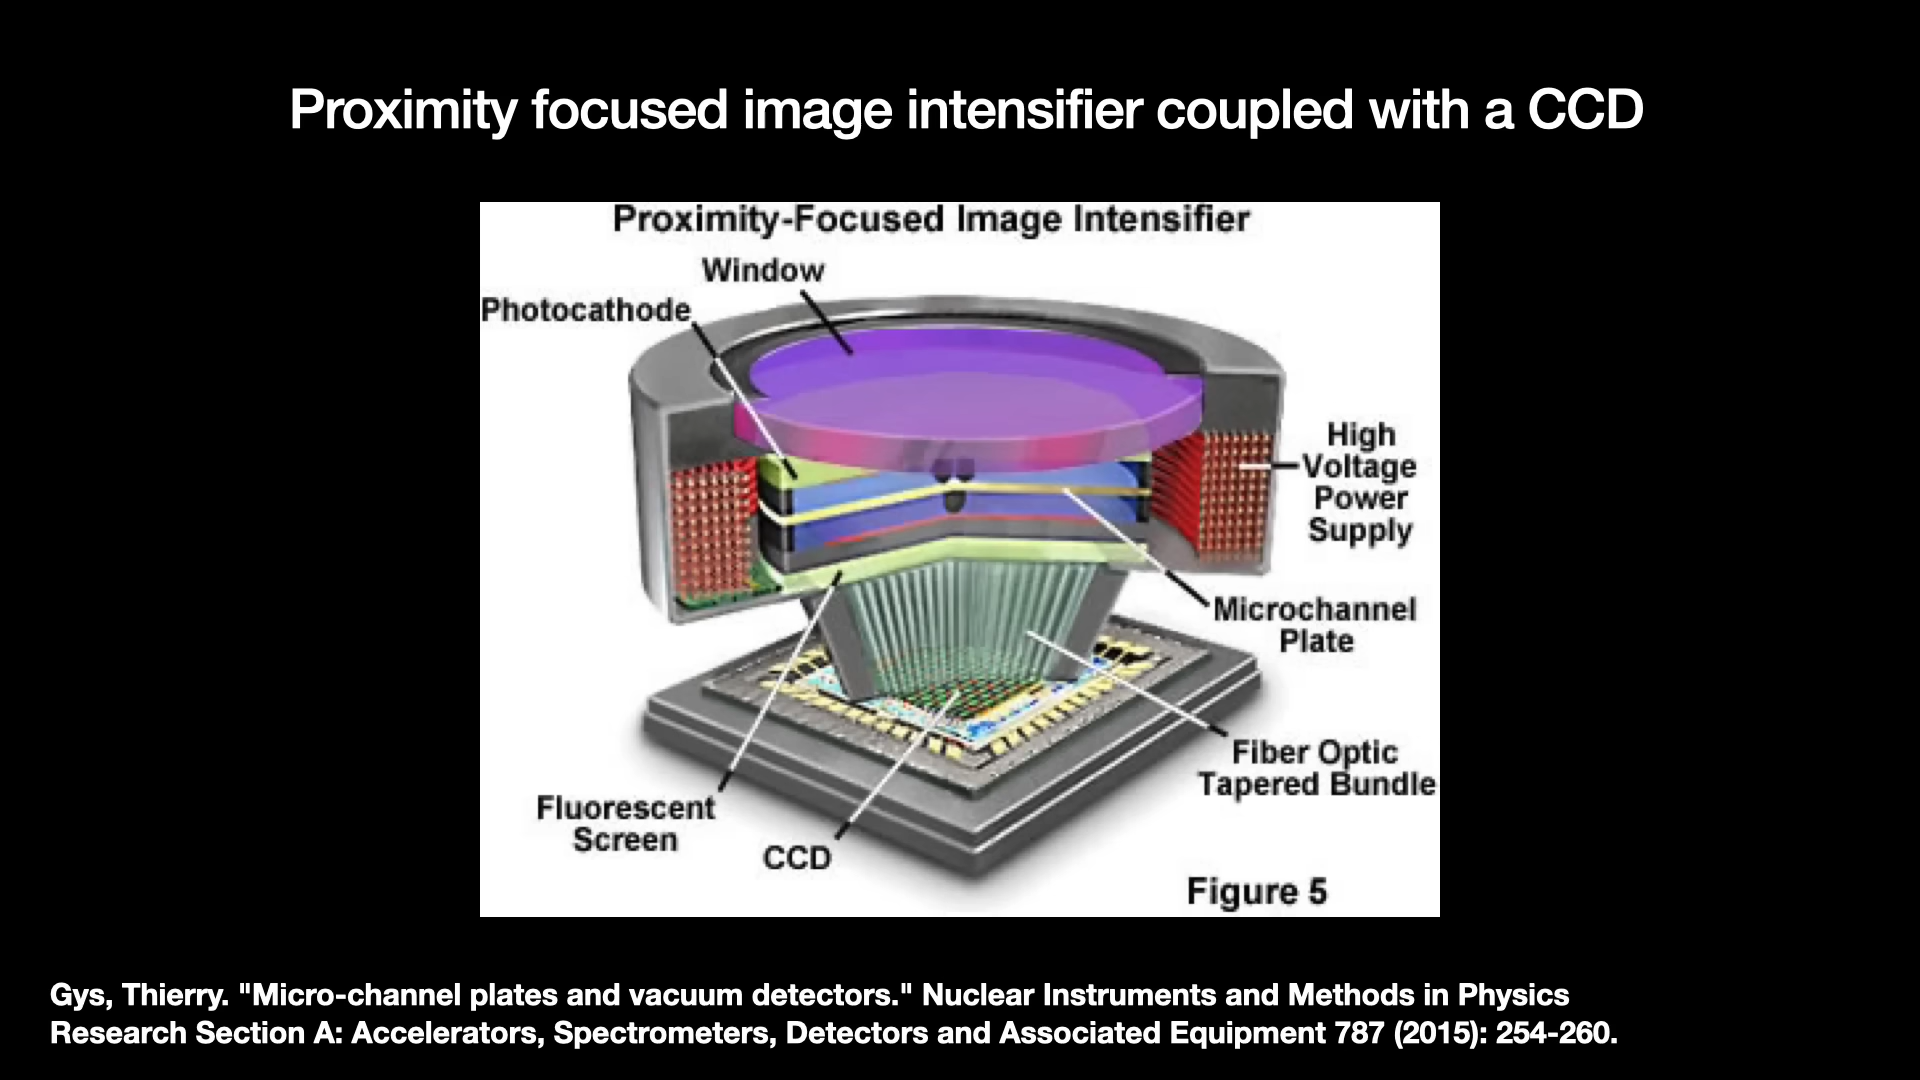 Proximity focused image intensifier coupled with a CCD
Proximity-Focused Image Intensifier
Window
Photocathode
High
Voltage
Power
Supply
Microchannel
Plate
Fiber Optic
Tapered Bundle
Fluorescent
Screen
CCD
Figure 5
Gys, Thierry. "Micro-channel plates and vacuum detectors." Nuclear Instruments and Methods in Physics
Research Section A: Accelerators, Spectrometers, Detectors and Associated Equipment 787 (2015): 254-260.